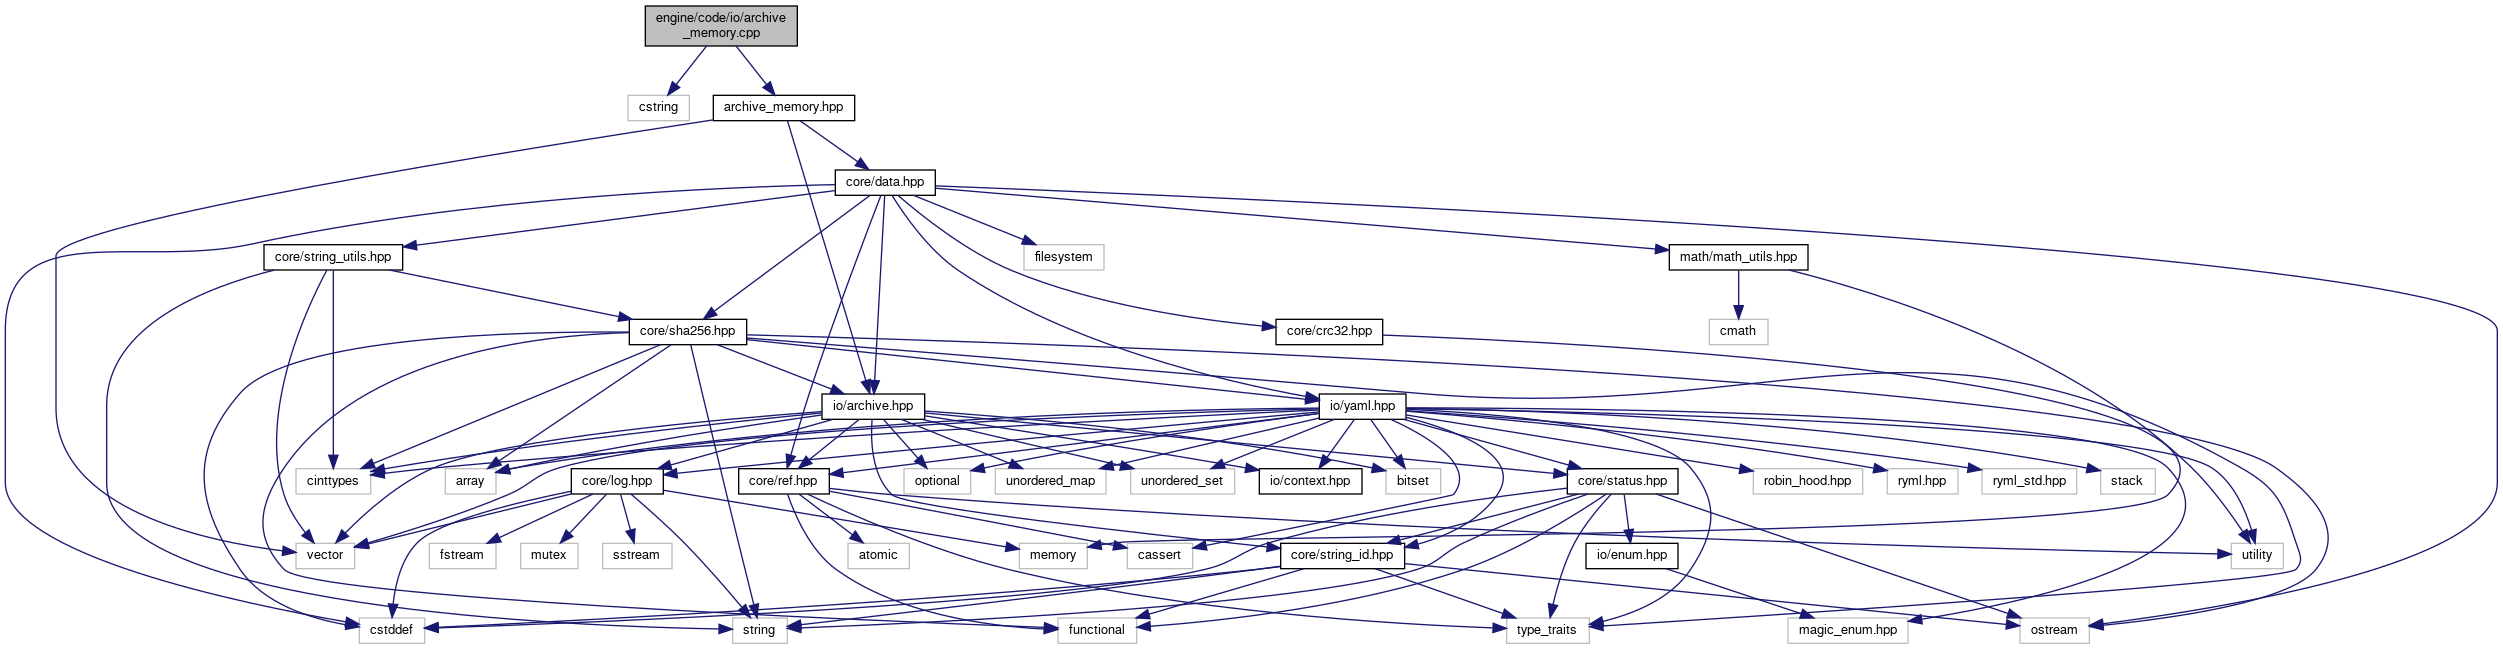 engine/code/io/archive
_memory.cpp
cstring
archive_memory.hpp
core/data.hpp
core/string_utils.hpp
filesystem
math/math_utils.hpp
core/sha256.hpp
core/crc32.hpp
cmath
io/archive.hpp
io/yaml.hpp
cinttypes
array
core/log.hpp
core/ref.hpp
optional
unordered_map
unordered_set
io/context.hpp
bitset
core/status.hpp
robin_hood.hpp
ryml.hpp
ryml_std.hpp
stack
vector
fstream
mutex
sstream
atomic
memory
cassert
core/string_id.hpp
io/enum.hpp
utility
cstddef
string
functional
type_traits
magic_enum.hpp
ostream